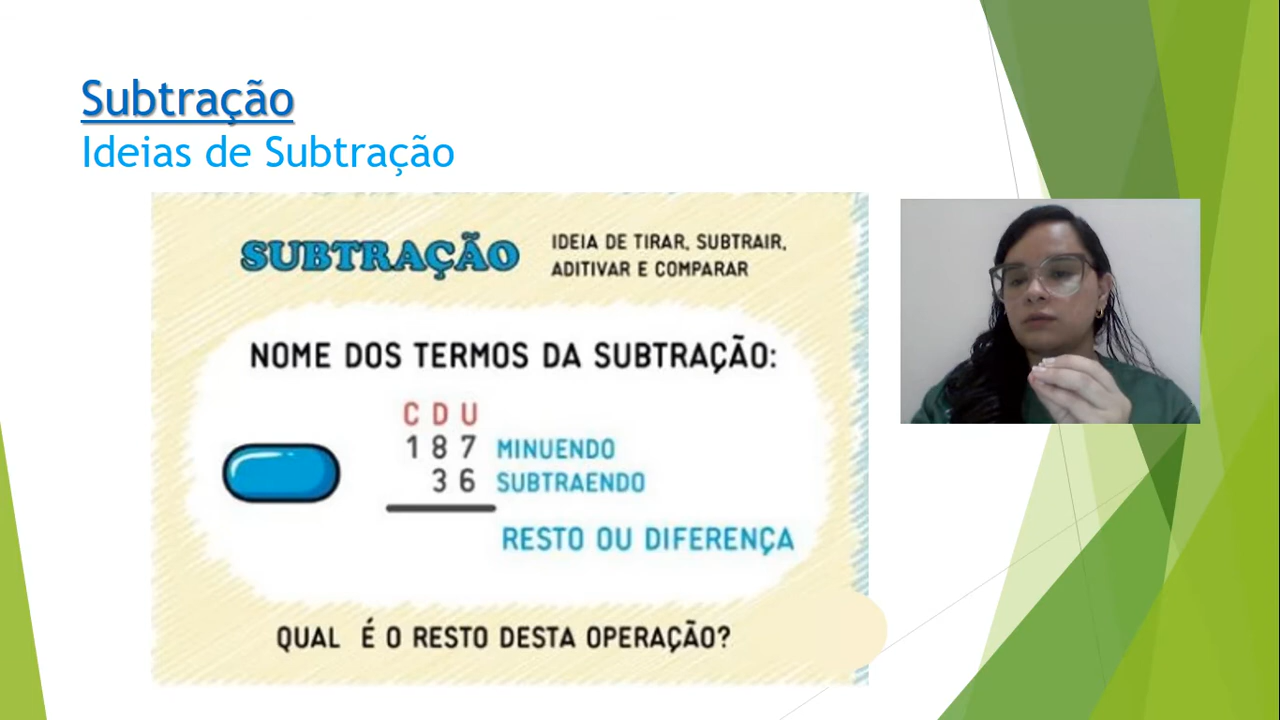 Subtração
Ideias de Subtração
SUBTRAÇÃO
IDEIA DE TIRAR, SUBTRAIR,
ADITIVAR E COMPARAR
NOME DOS TERMOS DA SUBTRAÇÃO:
C D U
1 8 7 MINUENDO
3 6 SUBTRAENDO
RESTO OU DIFERENÇA
QUAL É O RESTO DESTA OPERAÇÃO?